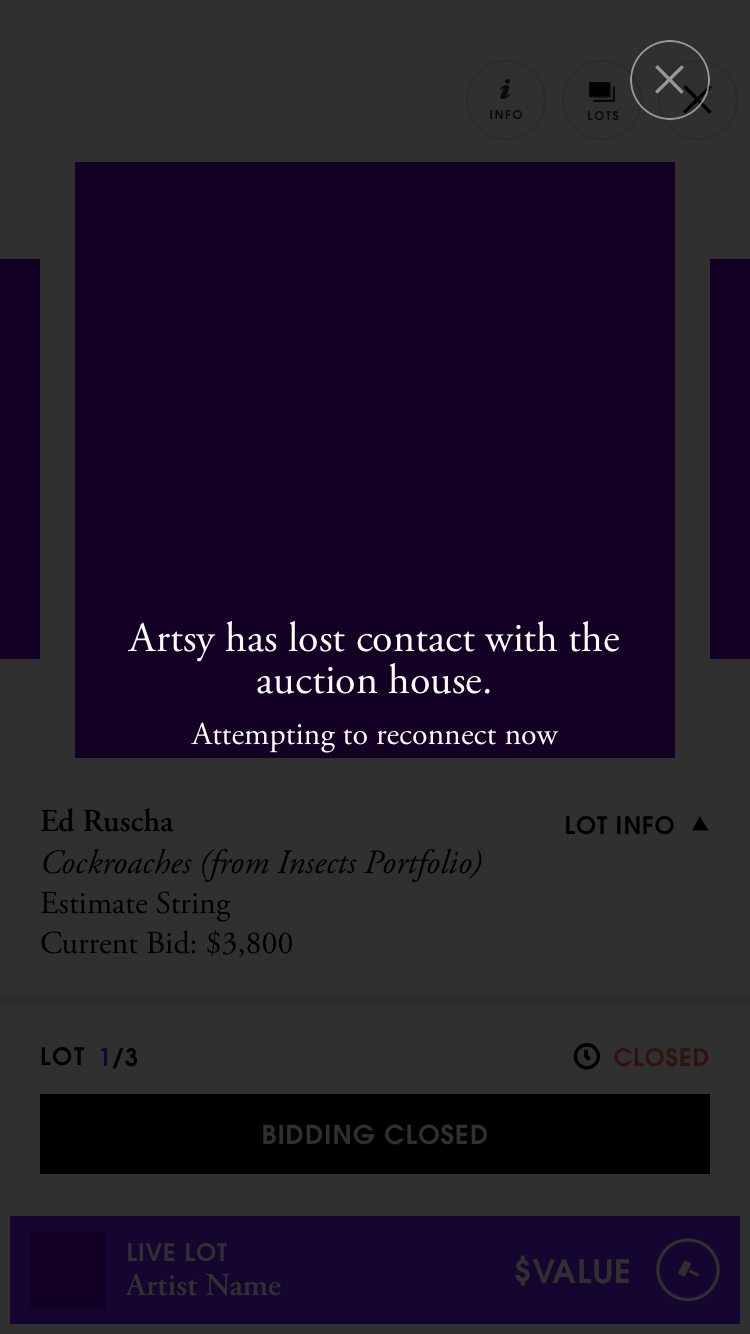 INFO
LOTS
Artsy has lost contact with the
auction house.
Attempting to reconnect now
Ed Ruscha
LOT INFO
Cockroaches (from Insects Portfolio)
Estimate String
Current Bid: $3,800
LOT 1/3
CLOSED
BIDDING CLOSED
LIVE LOT
Artist Name
$VALUE